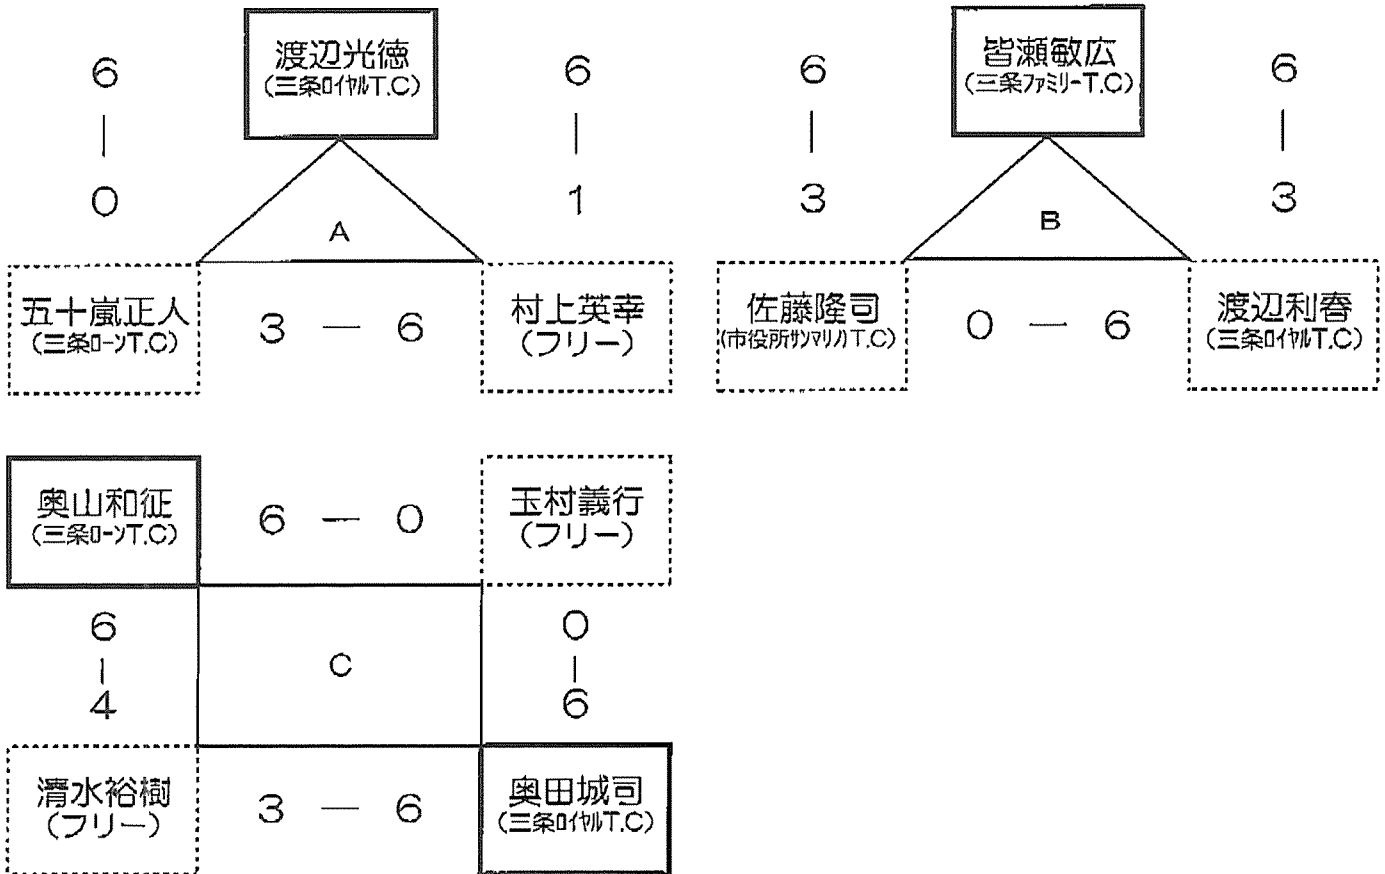 渡辺光徳
(三条ロイヤルT.C)
6
|
0
6
|
1
A
五十嵐正人
(三条ローンT.C)
3 — 6
村上英幸
(フリー)
皆瀬敏広
(三条ファミリーT.C)
6
|
3
6
|
3
B
佐藤隆司
(市役所サンマリノT.C)
0 — 6
渡辺利春
(三条ロイヤルT.C)
奥山和征
(三条ローンT.C)
6 — 0
玉村義行
(フリー)
6
|
4
C
0
|
6
清水裕樹
(フリー)
3 — 6
奥田城司
(三条ロイヤルT.C)